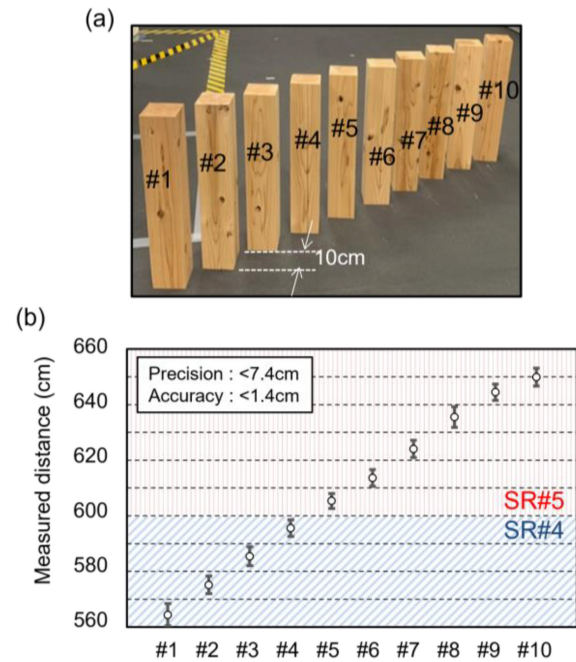 (a)
#1
#2
#3
#4
#5
#6
#7
#8
#9
#10
10cm
(b)
Measured distance (cm)
660
640
620
600
580
560
Precision : <7.4cm
Accuracy : <1.4cm
SR#5
SR#4
#1 #2 #3 #4 #5 #6 #7 #8 #9 #10